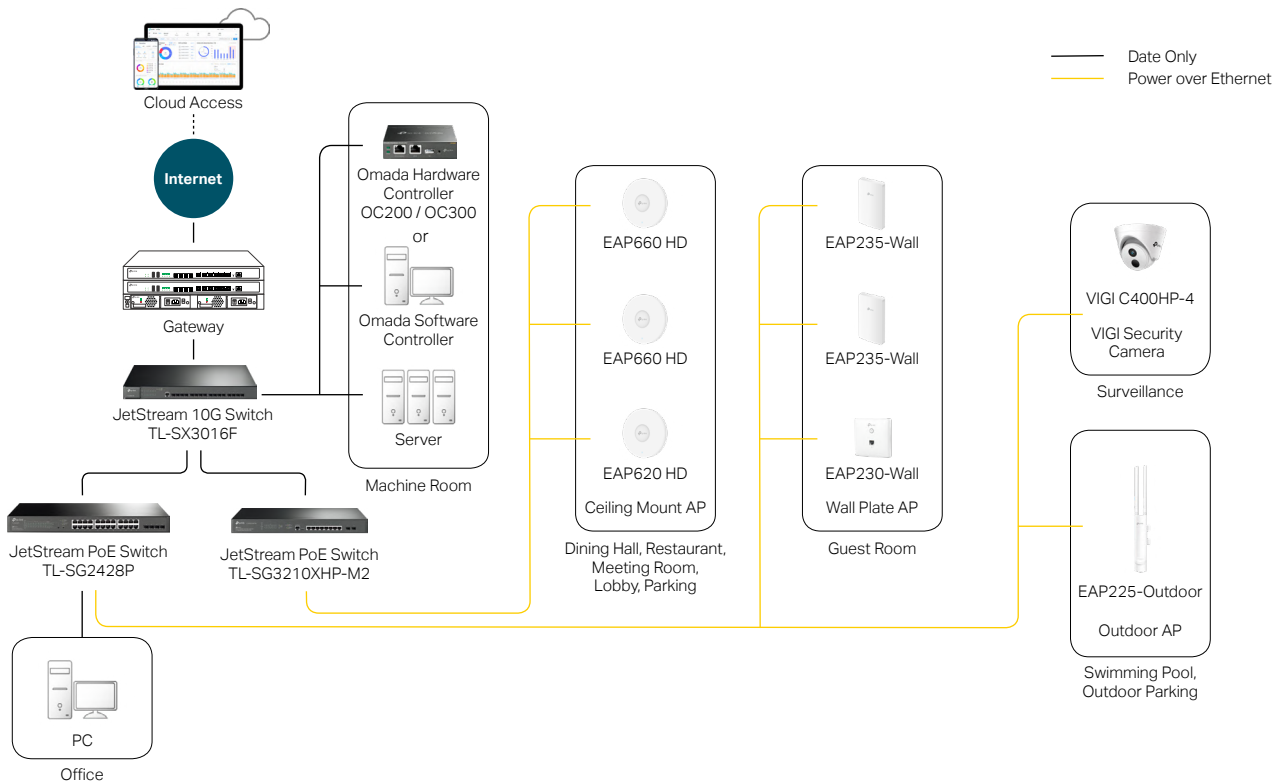 Cloud Access
Internet
Gateway
JetStream 10G Switch
TL-SX3016F
JetStream PoE Switch
TL-SG2428P
JetStream PoE Switch
TL-SG3210XHP-M2
PC
Office
Omada Hardware
Controller
OC200 / OC300
or
Omada Software
Controller
Server
Machine Room
EAP660 HD
EAP660 HD
EAP620 HD
Ceiling Mount AP
Dining Hall, Restaurant,
Meeting Room,
Lobby, Parking
EAP235-Wall
EAP235-Wall
EAP230-Wall
Wall Plate AP
Guest Room
Date Only
Power over Ethernet
VIGI C400HP-4
VIGI Security
Camera
Surveillance
EAP225-Outdoor
Outdoor AP
Swimming Pool,
Outdoor Parking